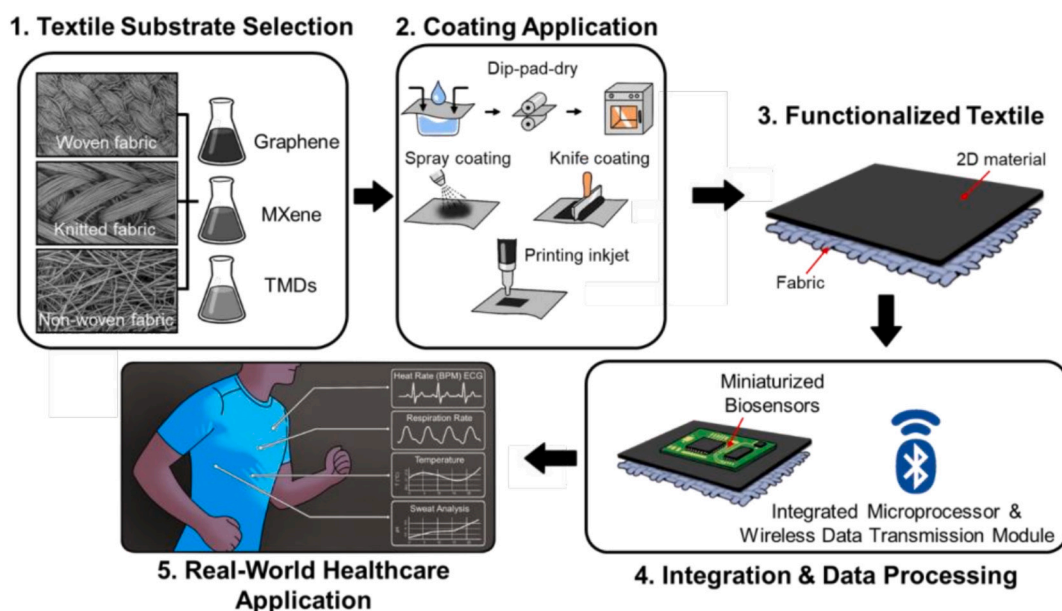 1. Textile Substrate Selection
Woven fabric
Knitted fabric
Non-woven fabric
Graphene
MXene
TMDs
2. Coating Application
Dip-pad-dry
Spray coating
Knife coating
Printing inkjet
3. Functionalized Textile
2D material
Fabric
Miniaturized
Biosensors
Integrated Microprocessor &
Wireless Data Transmission Module
4. Integration & Data Processing
Heat Rate (BPM) ECG
Respiration Rate
Temperature
Sweat Analysis
5. Real-World Healthcare
Application